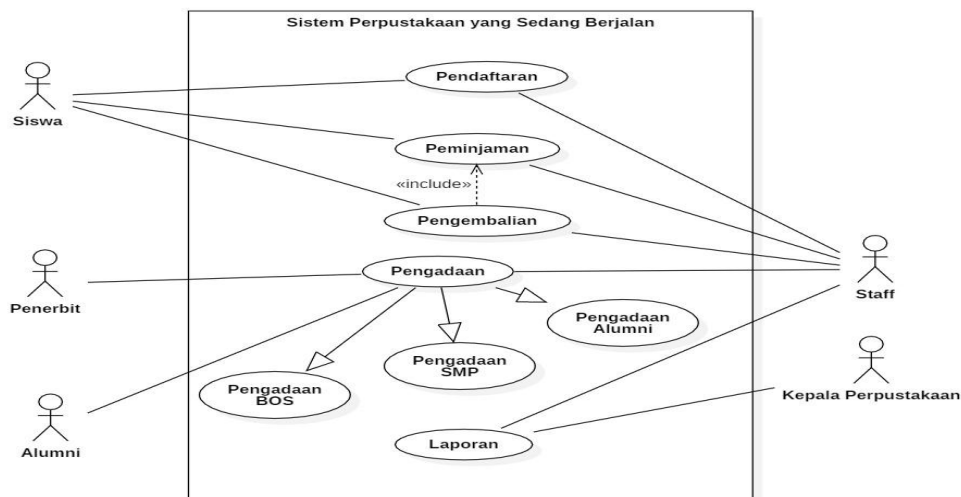 Sistem Perpustakaan yang Sedang Berjalan
Siswa
Pendaftaran
Peminjaman
«include»
Pengembalian
Penerbit
Pengadaan
Staff
Pengadaan
Alumni
Pengadaan
SMP
Pengadaan
BOS
Kepala Perpustakaan
Alumni
Laporan